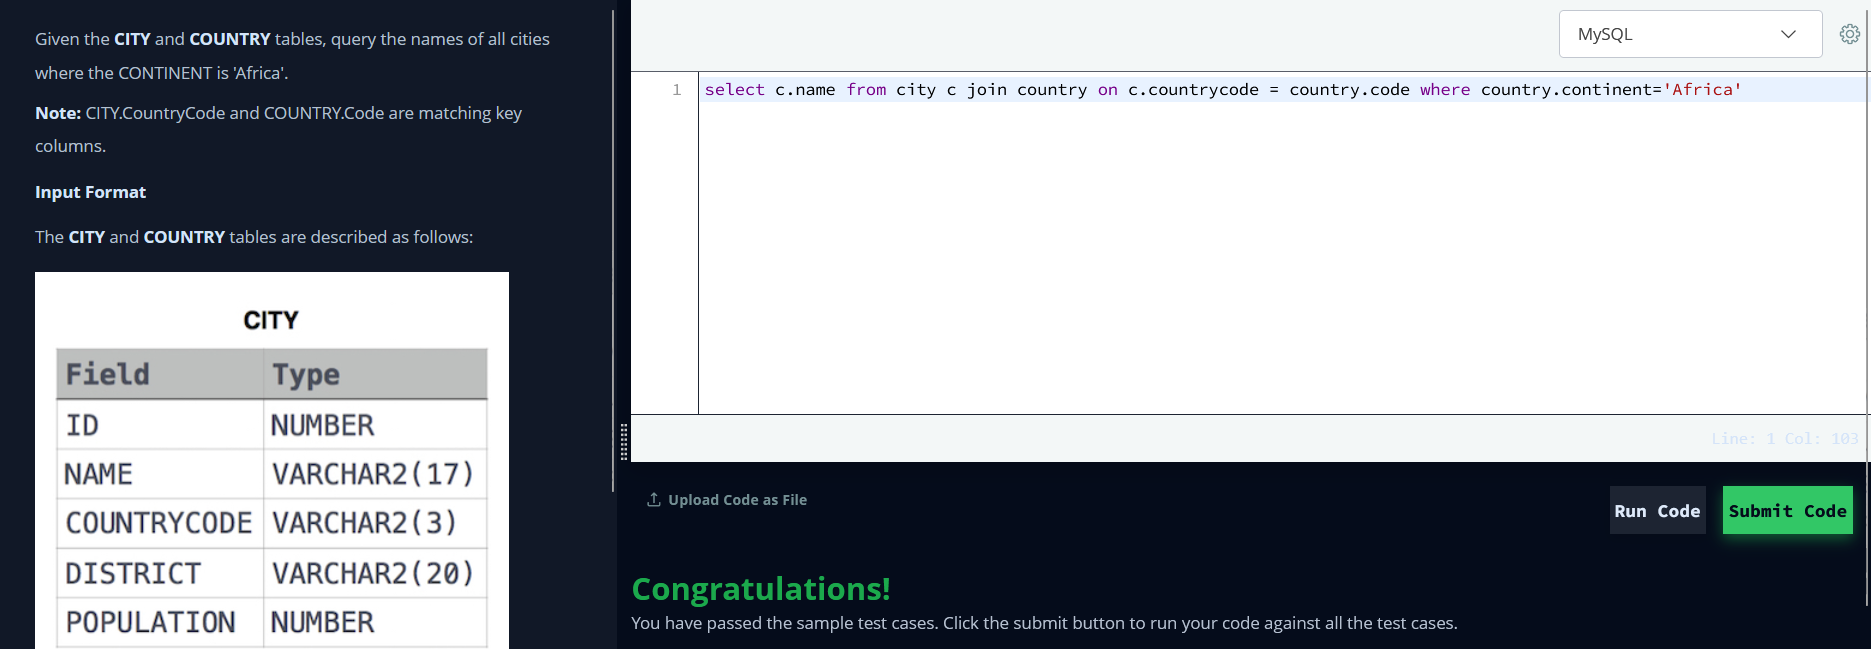 Given the CITY and COUNTRY tables, query the names of all cities
where the CONTINENT is 'Africa'.
Note: CITY.CountryCode and COUNTRY.Code are matching key
columns.
Input Format
The CITY and COUNTRY tables are described as follows:
CITY
Field Type
ID NUMBER
NAME VARCHAR2(17)
COUNTRYCODE VARCHAR2(3)
DISTRICT VARCHAR2(20)
POPULATION NUMBER
MySQL
1 select c.name from city c join country on c.countrycode = country.code where country.continent='Africa'
Line: 1 Col: 103
Upload Code as File
Run Code
Submit Code
Congratulations!
You have passed the sample test cases. Click the submit button to run your code against all the test cases.